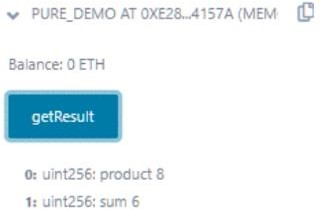 PURE_DEMO AT 0XE28...4157A (MEM
Balance: 0 ETH
getResult
0: uint256: product 8
1: uint256: sum 6